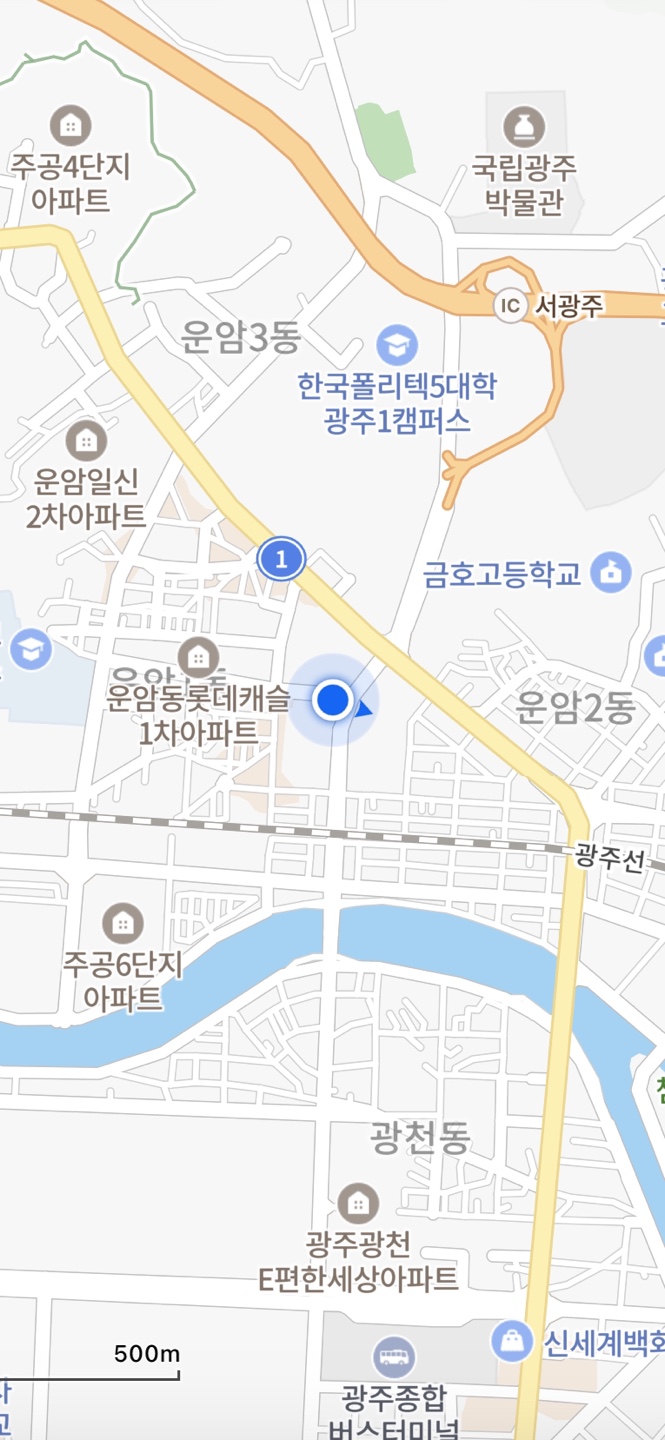 주공4단지
아파트
국립광주
박물관
IC 서광주
운암3동
한국폴리텍5대학
광주1캠퍼스
운암일신
2차아파트
1
금호고등학교
운암동롯데캐슬
1차아파트
운암2동
광주선
주공6단지
아파트
광천동
광주광천
E편한세상아파트
신세계백화
500m
광주종합
버스터미널